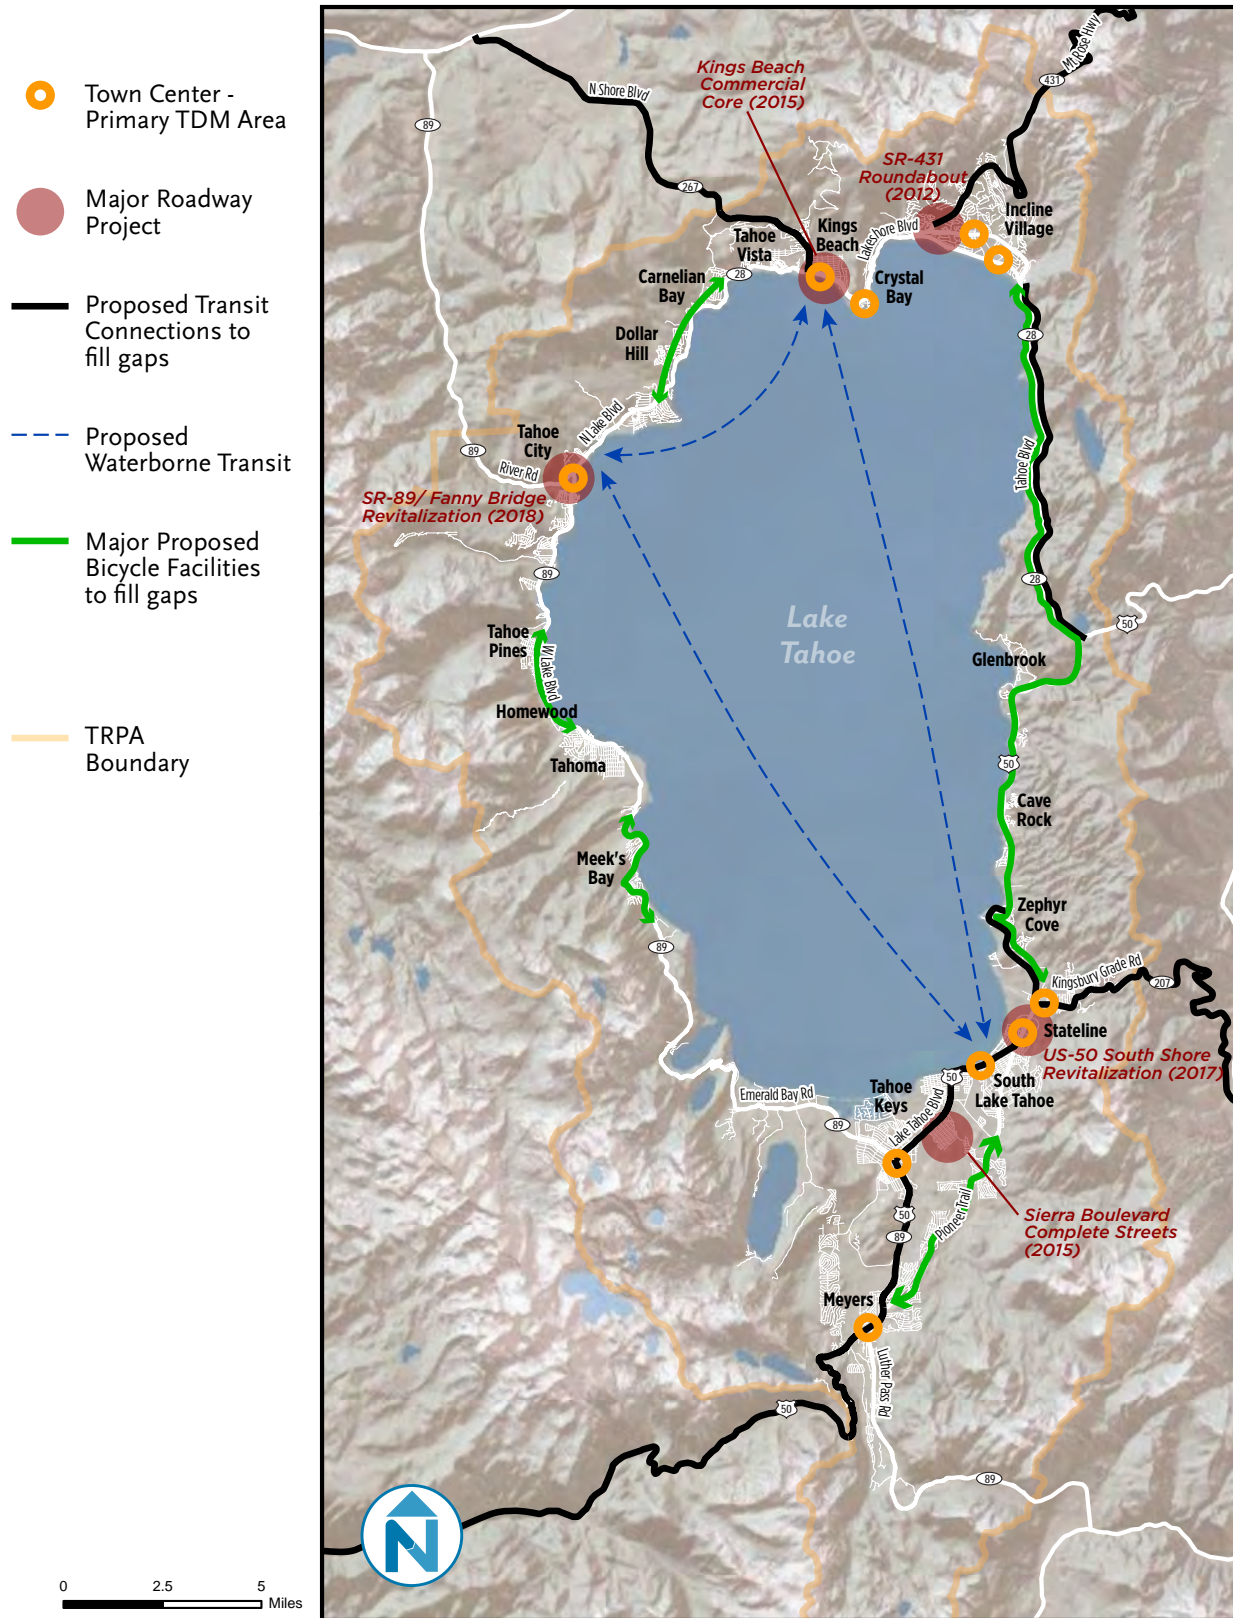 Town Center -
Primary TDM Area
Major Roadway
Project
Proposed Transit
Connections to
fill gaps
Proposed
Waterborne Transit
Major Proposed
Bicycle Facilities
to fill gaps
TRPA
Boundary
0 2.5 5
Miles
Mt Rose Hwy
431
Kings Beach
Commercial
Core (2015)
N Shore Blvd
89
SR-431
Roundabout
(2012)
267
Incline
Village
Lakeshore Blvd
Kings
Beach
Tahoe
Vista
28
Carnelian
Bay
Crystal
Bay
Dollar
Hill
28
N Lake Blvd
Tahoe
City
89
River Rd
Tahoe Blvd
SR-89/ Fanny Bridge
Revitalization (2018)
89
28
Lake
Tahoe
50
Tahoe
Pines
W Lake Blvd
Glenbrook
Homewood
Tahoma
50
Cave
Rock
Meek's
Bay
Zephyr
Cove
89
Kingsbury Grade Rd
207
Stateline
US-50 South Shore
Revitalization (2017)
50
South
Lake Tahoe
Tahoe
Keys
Emerald Bay Rd
89
Lake Tahoe Blvd
Pioneer Trail
50
89
Sierra Boulevard
Complete Streets
(2015)
Meyers
Luther Pass Rd
50
89
N